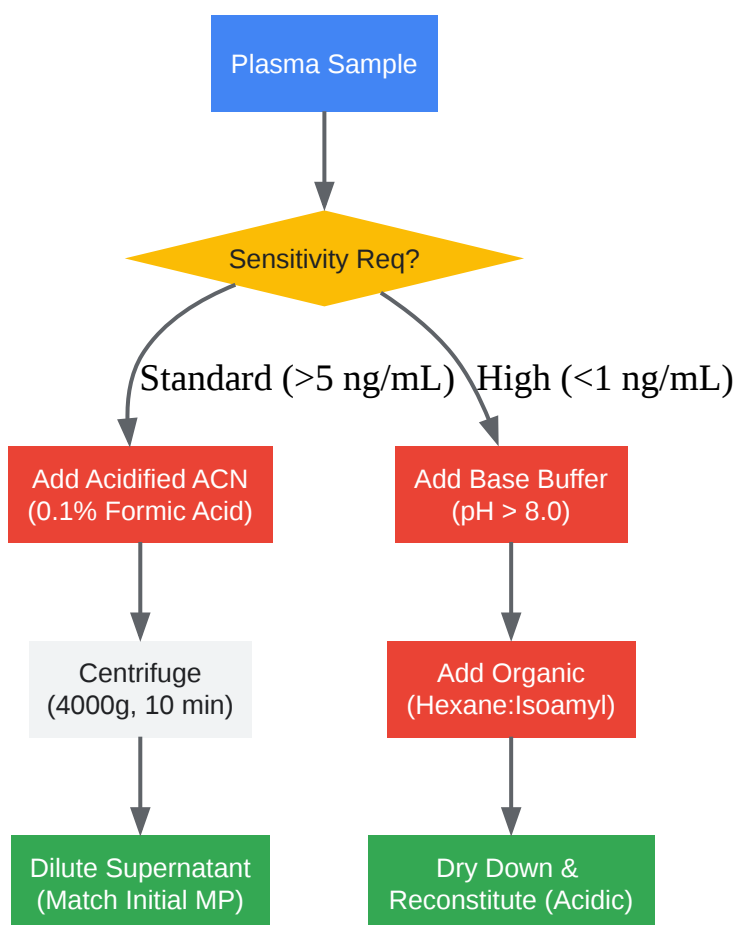 Plasma Sample
Sensitivity Req?
Standard (>5 ng/mL)
High (<1 ng/mL)
Add Acidified ACN
(0.1% Formic Acid)
Add Base Buffer
(pH > 8.0)
Centrifuge
(4000g, 10 min)
Add Organic
(Hexane:Isoamyl)
Dilute Supernatant
(Match Initial MP)
Dry Down &
Reconstitute (Acidic)